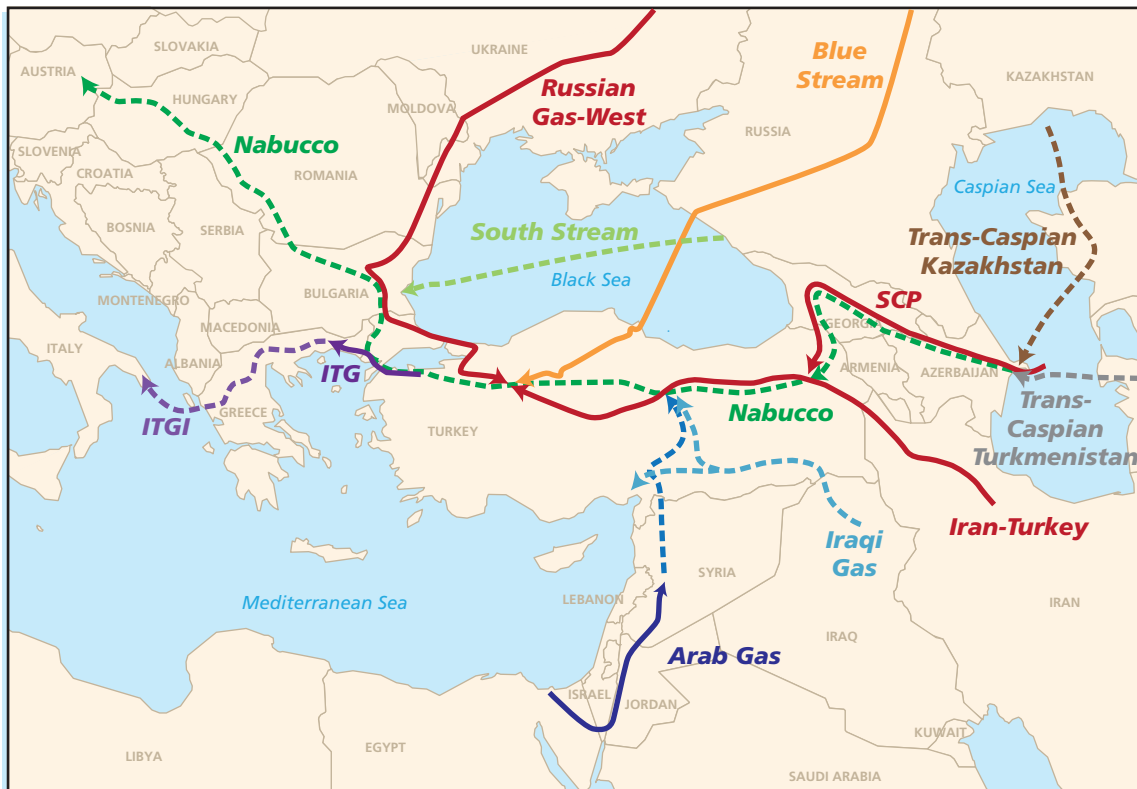 SLOVAKIA
UKRAINE
Blue
Stream
AUSTRIA
KAZAKHSTAN
HUNGARY
MOLDOVA
Russian
Gas-West
RUSSIA
Nabucco
SLOVENIA
CROATIA
ROMANIA
Caspian Sea
BOSNIA
SERBIA
South Stream
Trans-Caspian
Kazakhstan
Black Sea
BULGARIA
MONTENEGRO
SCP
MACEDONIA
GEORGIA
ITALY
ALBANIA
ITG
ARMENIA
AZERBAIJAN
GREECE
ITGI
TURKEY
Nabucco
Trans-
Caspian
Turkmenistan
Iran-Turkey
Iraqi
Gas
SYRIA
Mediterranean Sea
LEBANON
IRAN
IRAQ
Arab Gas
ISRAEL
JORDAN
KUWAIT
EGYPT
LIBYA
SAUDI ARABIA